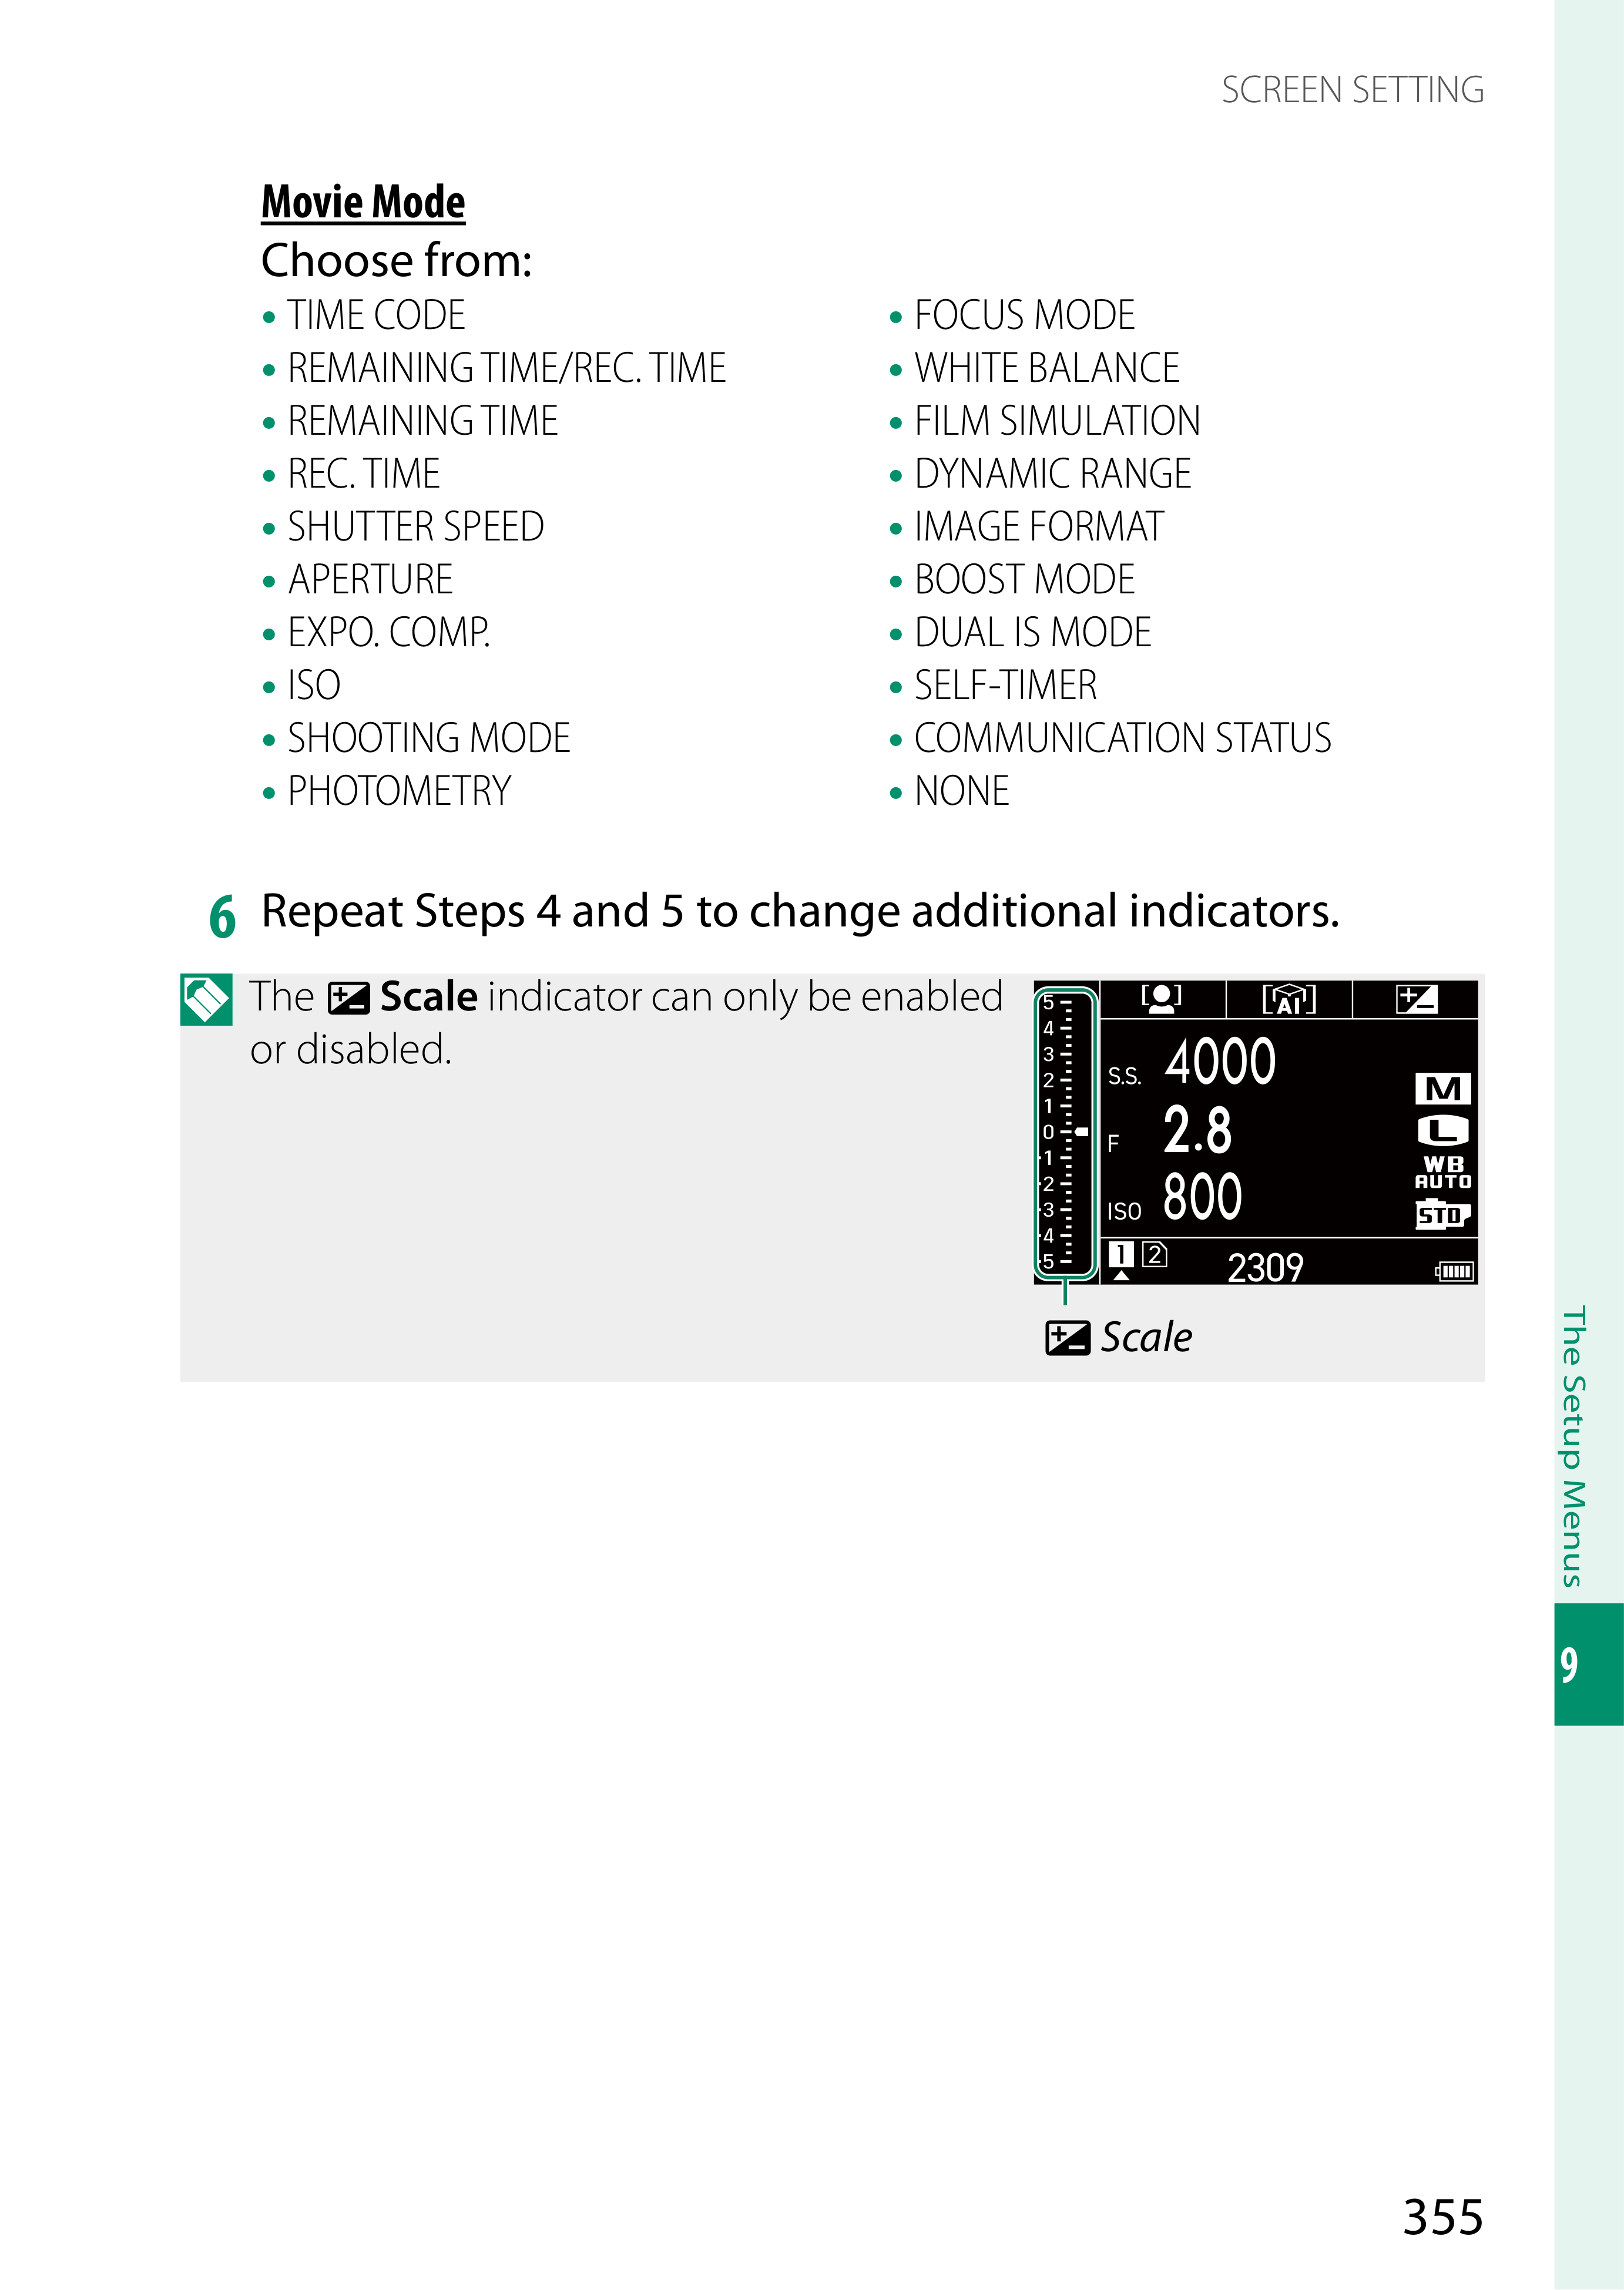 SCREEN SETTING
Movie Mode
Choose from:
• TIME CODE
• REMAINING TIME/REC. TIME
• REMAINING TIME
• REC. TIME
• SHUTTER SPEED
• APERTURE
• EXPO. COMP.
• ISO
• SHOOTING MODE
• PHOTOMETRY
• FOCUS MODE
• WHITE BALANCE
• FILM SIMULATION
• DYNAMIC RANGE
• IMAGE FORMAT
• BOOST MODE
• DUAL IS MODE
• SELF-TIMER
• COMMUNICATION STATUS
• NONE
6 Repeat Steps 4 and 5 to change additional indicators.
The Scale indicator can only be enabled
or disabled.
5
4
3
2
1
0
-1
-2
-3
-4
-5
AI
S.S. 4000
F 2.8
ISO 800
M
L
WB
AUTO
STD
1 2 2309
Scale
The Setup Menus
9
355